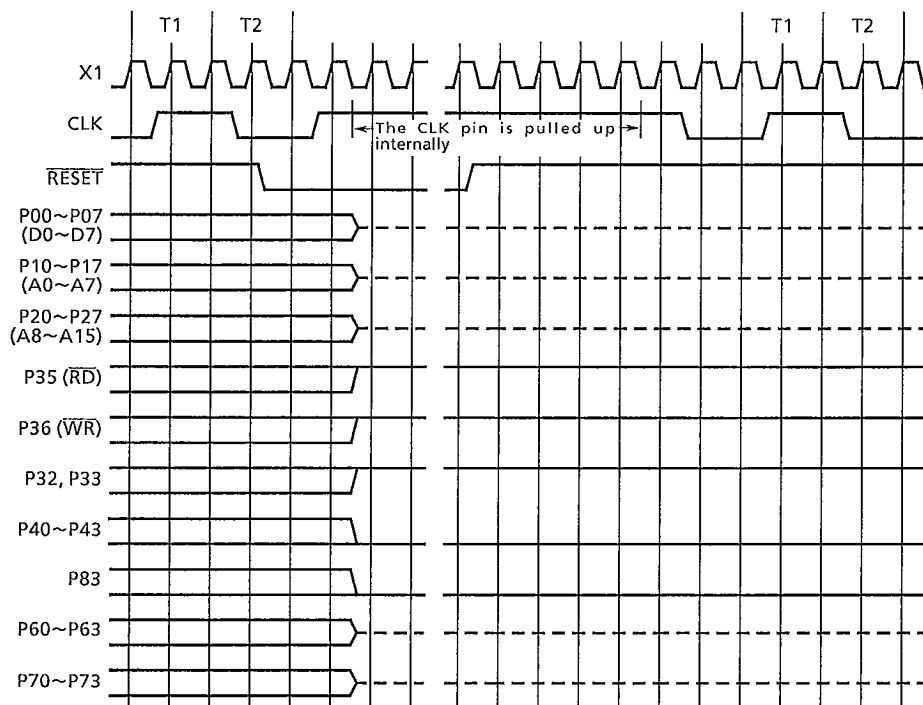 T1 T2 T1 T2
X1
CLK
The CLK pin is pulled up
internally
RESET
P00~P07
(D0~D7)
P10~P17
(A0~A7)
P20~P27
(A8~A15)
P35 (RD)
P36 (WR)
P32, P33
P40~P43
P83
P60~P63
P70~P73